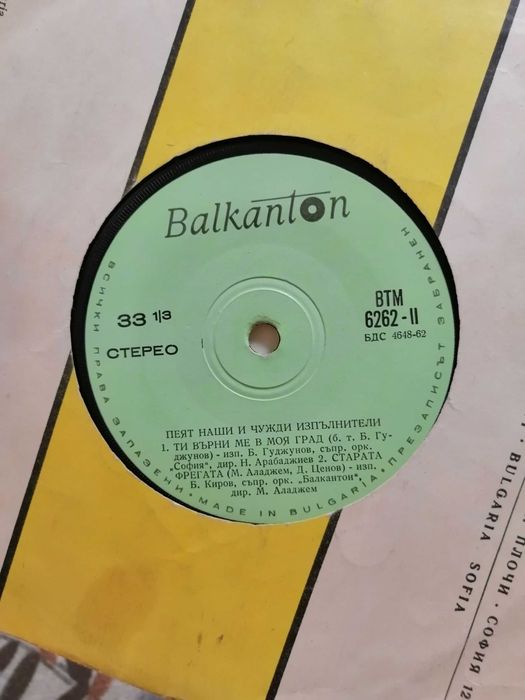 Balkanton
33 1/3
СТЕРЕО
ВТМ
6262-II
БДС 4648-62
ПЕЯТ НАШИ И ЧУЖДИ ИЗПЪЛНИТЕЛИ
1. ТИ ВЪРНИ МЕ В МОЯ ГРАД (б. т. Б. Гу-
джунов) - изп. Б. Гуджунов, съпр. орк.
„София“, дир. Н. Арабаджиев 2. СТАРАТА
ФРЕГАТА (М. Аладжем, Д. Ценов) - изп.
Б. Киров, съпр. орк. „Балкантон“,
дир. М. Аладжем
ВСИЧКИ ПРАВА ЗАПАЗЕНИ · MADE IN BULGARIA · ПРЕЗАПИСЪТ ЗАБРАНЕН
ПЛОЧИ · СОФИЯ 12
BULGARIA SOFIA